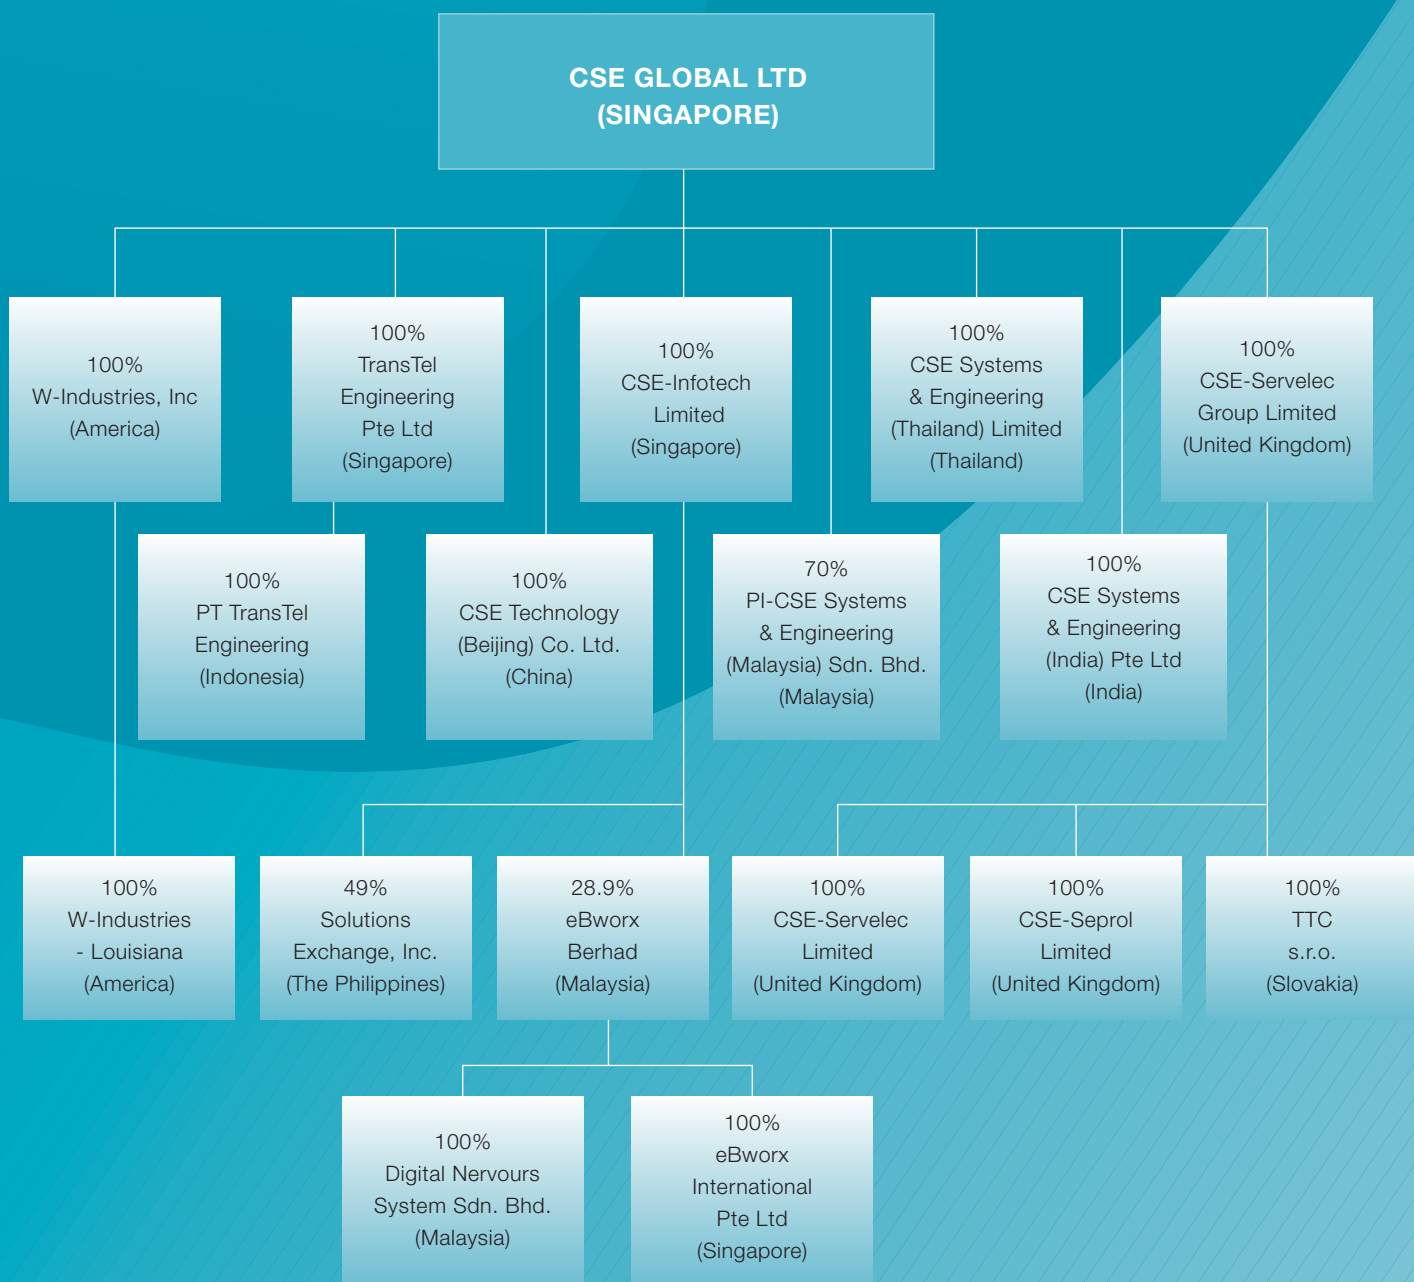 CSE GLOBAL LTD
(SINGAPORE)
100%
W-Industries, Inc
(America)
100%
TransTel
Engineering
Pte Ltd
(Singapore)
100%
CSE-Infotech
Limited
(Singapore)
100%
CSE Systems
& Engineering
(Thailand) Limited
(Thailand)
100%
CSE-Servelec
Group Limited
(United Kingdom)
100%
PT TransTel
Engineering
(Indonesia)
100%
CSE Technology
(Beijing) Co. Ltd.
(China)
70%
PI-CSE Systems
& Engineering
(Malaysia) Sdn. Bhd.
(Malaysia)
100%
CSE Systems
& Engineering
(India) Pte Ltd
(India)
100%
W-Industries
- Louisiana
(America)
49%
Solutions
Exchange, Inc.
(The Philippines)
28.9%
eBworx
Berhad
(Malaysia)
100%
CSE-Servelec
Limited
(United Kingdom)
100%
CSE-Seprol
Limited
(United Kingdom)
100%
TTC
s.r.o.
(Slovakia)
100%
Digital Nervours
System Sdn. Bhd.
(Malaysia)
100%
eBworx
International
Pte Ltd
(Singapore)